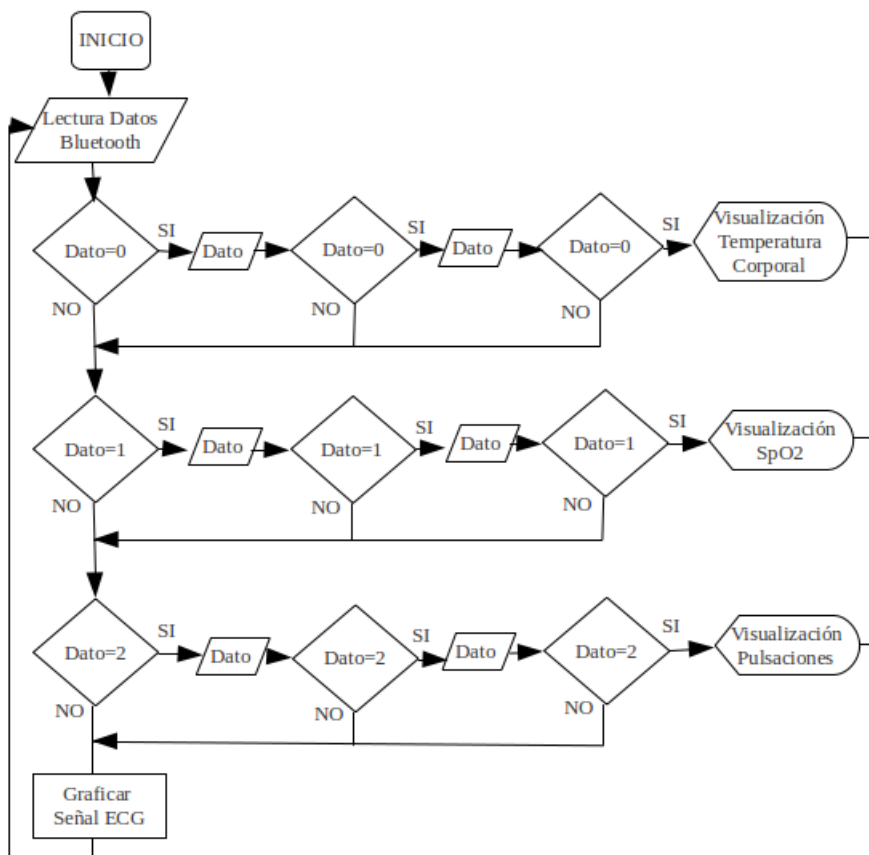 INICIO
Lectura Datos
Bluetooth
Dato=0
SI
Dato
Dato=0
SI
Dato
Dato=0
SI
Visualización
Temperatura
Corporal
NO
NO
NO
Dato=1
SI
Dato
Dato=1
SI
Dato
Dato=1
SI
Visualización
SpO2
NO
NO
NO
Dato=2
SI
Dato
Dato=2
SI
Dato
Dato=2
SI
Visualización
Pulsaciones
NO
NO
NO
Graficar
Señal ECG